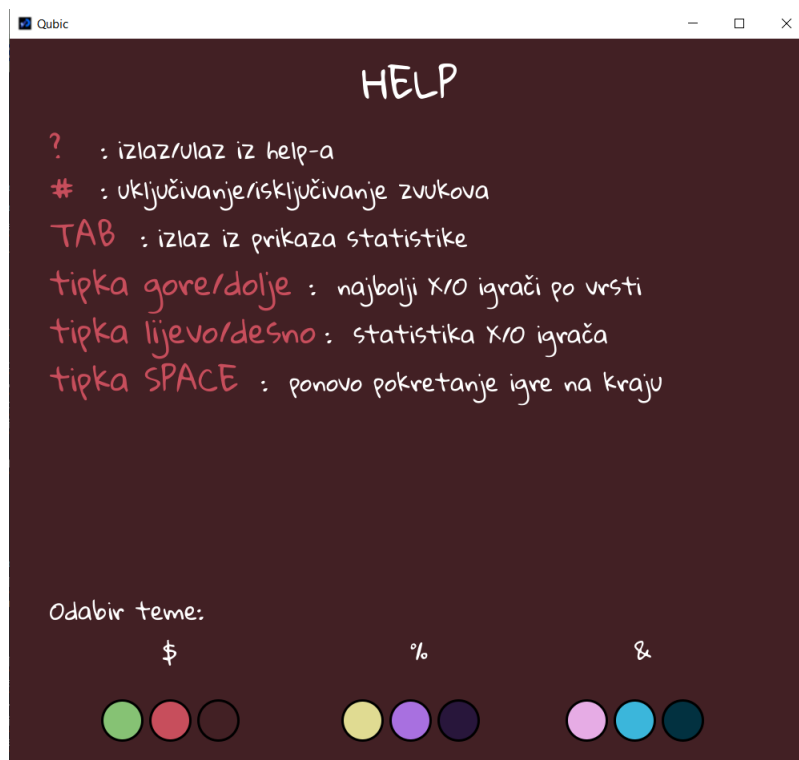 Qubic
HELP
? : izlaz/ulaz iz help-a
# : uključivanje/isključivanje zvukova
TAB : izlaz iz prikaza statistike
tipka gore/dolje : najbolji X/O igrači po vrsti
tipka lijevo/desno : statistika X/O igrača
tipka SPACE : ponovo pokretanje igre na kraju
Odabir teme:
$ % &